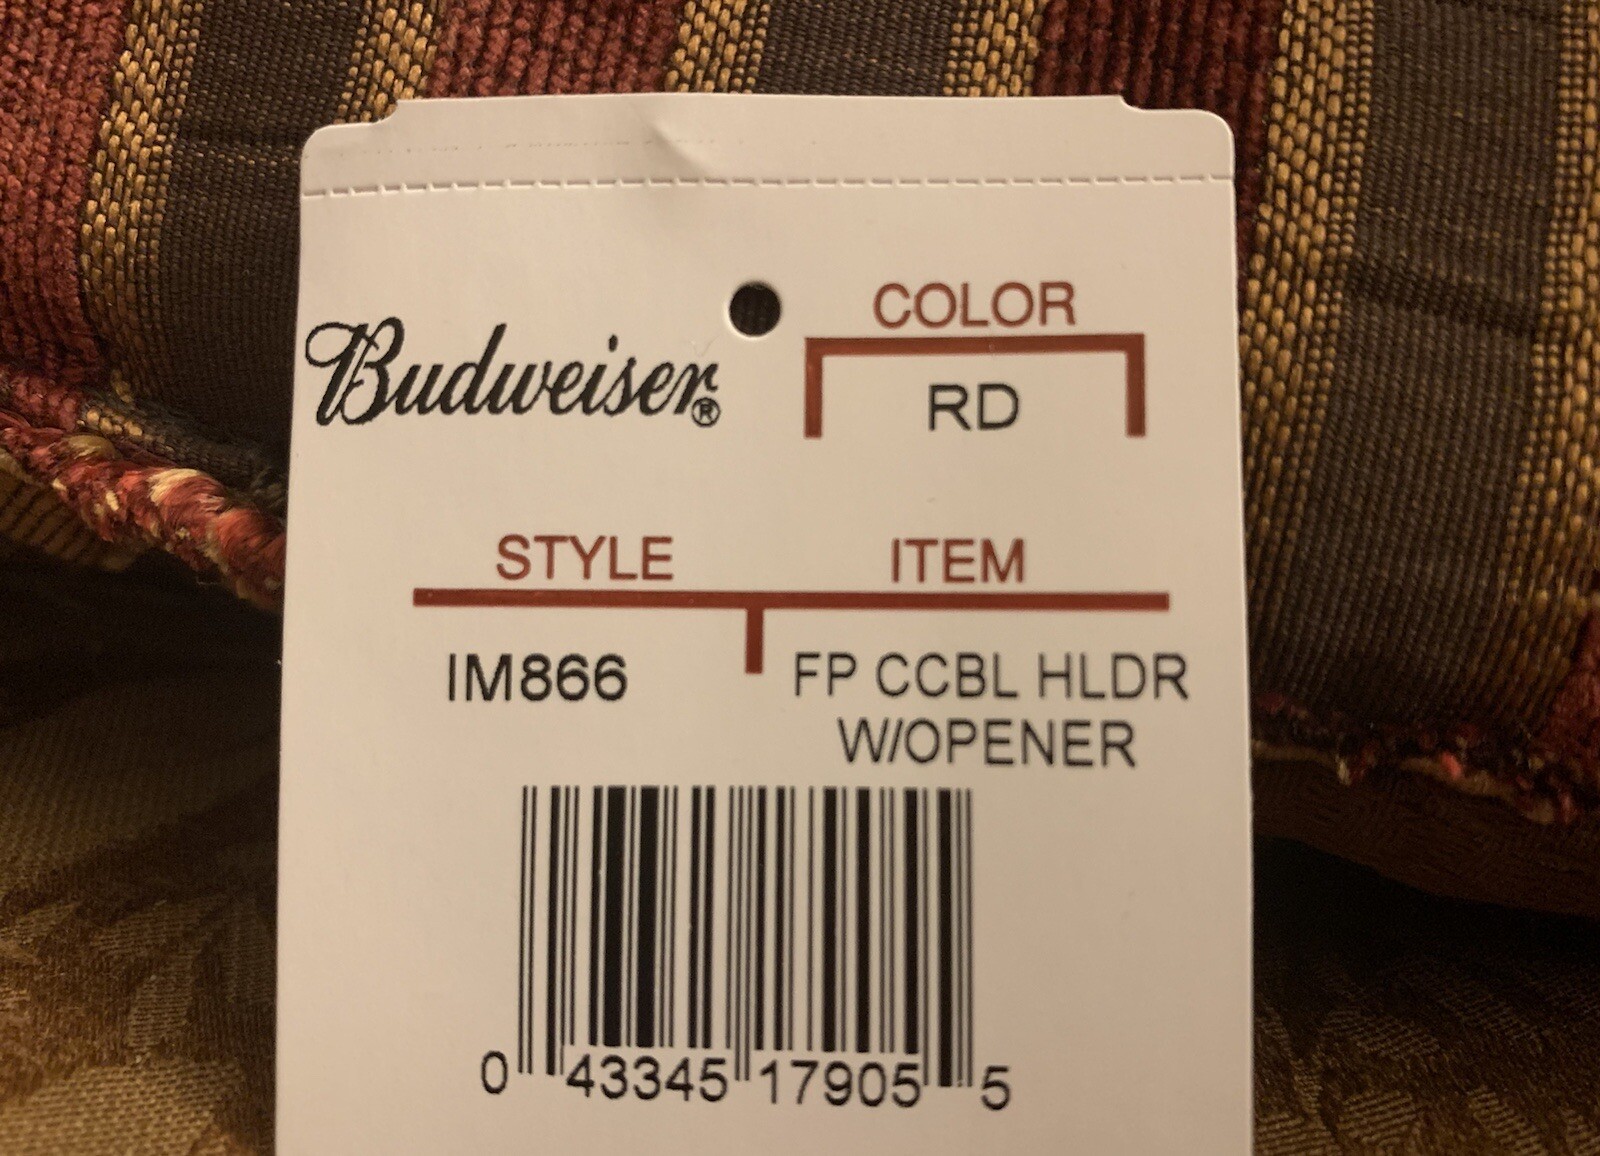 Budweiser®
COLOR
RD
STYLE ITEM
IM866 FP CCBL HLDR
W/OPENER
0 43345 17905 5